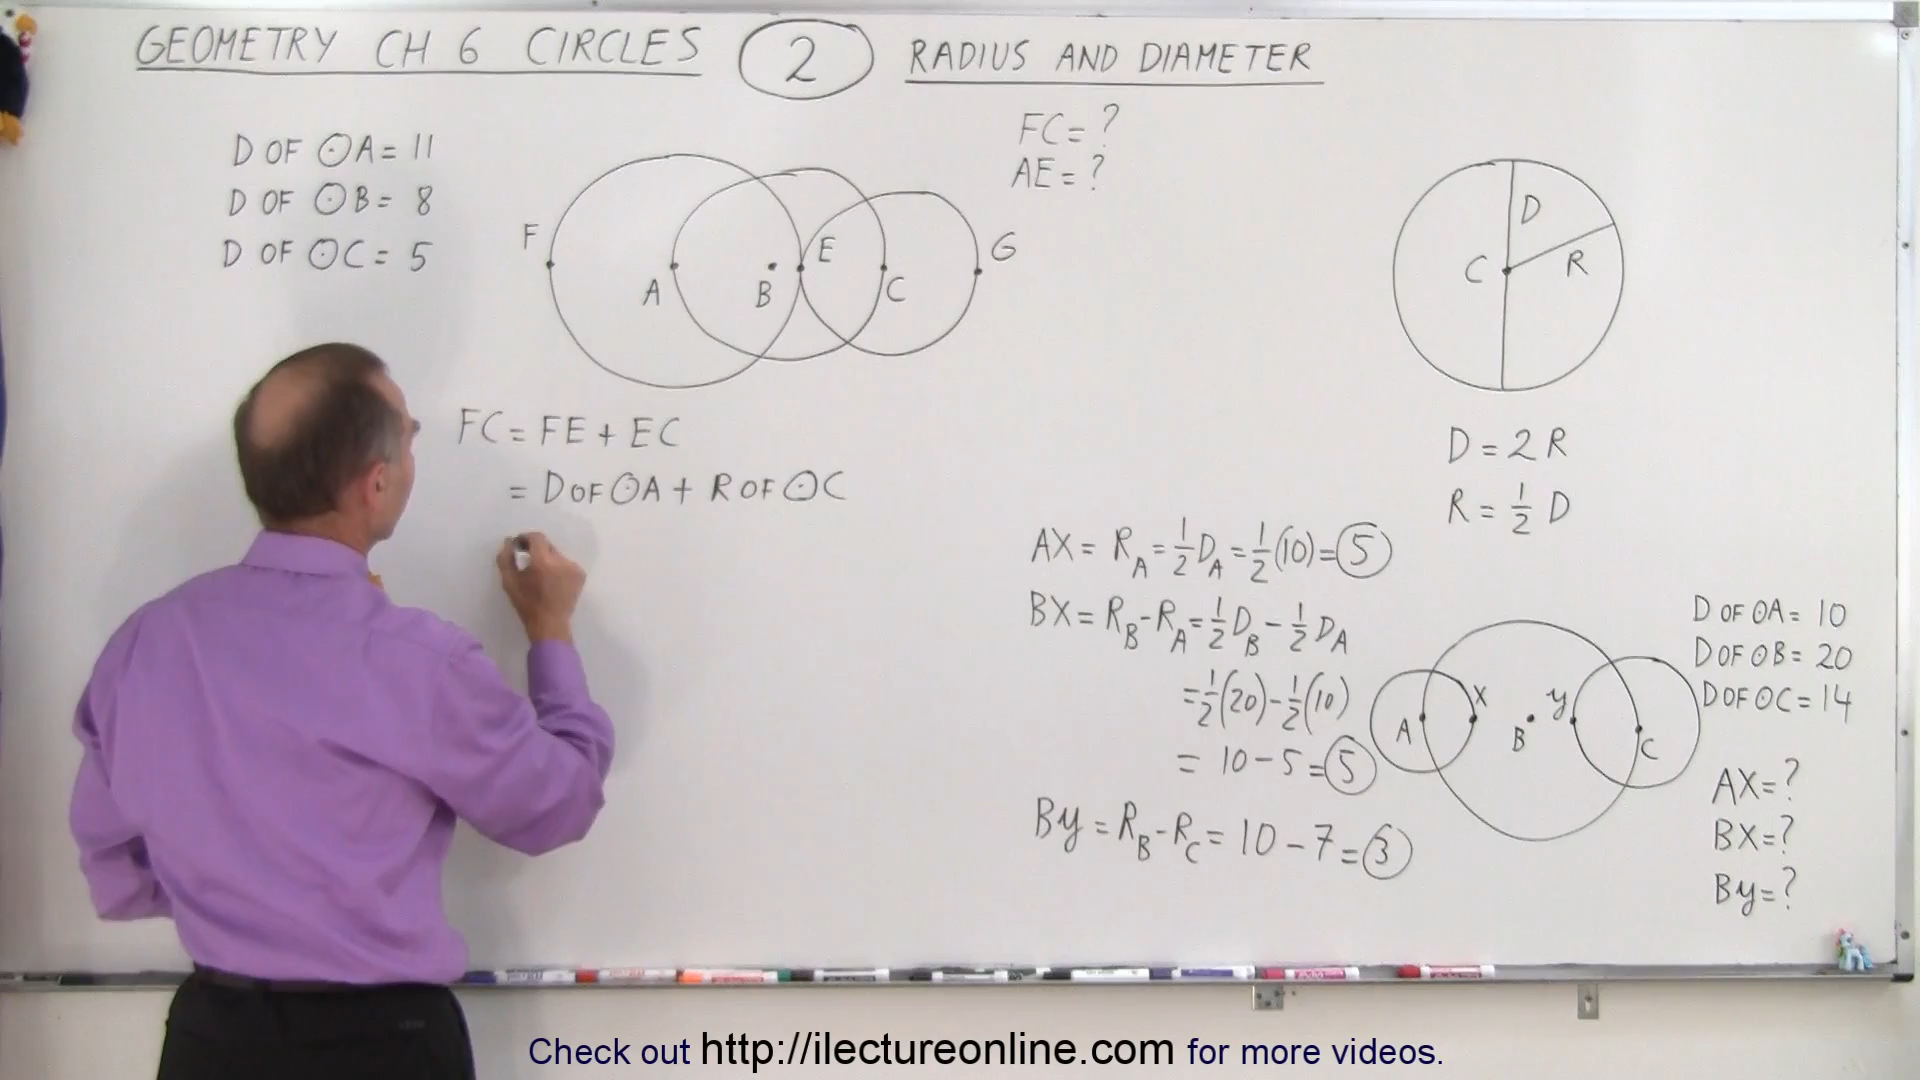 GEOMETRY CH 6 CIRCLES 2 RADIUS AND DIAMETER
D OF ⊙A = 11
D OF ⊙B = 8
D OF ⊙C = 5
FC = ?
AE = ?
F
A
B
E
C
G
FC = FE + EC
= D OF ⊙A + R OF ⊙C
D
C
R
D = 2 R
R = 1/2 D
AX = R_A = 1/2 D_A = 1/2 (10) = 5
BX = R_B - R_A = 1/2 D_B - 1/2 D_A
= 1/2 (20) - 1/2 (10)
= 10 - 5 = 5
By = R_B - R_C = 10 - 7 = 3
D OF ⊙A = 10
D OF ⊙B = 20
D OF ⊙C = 14
A
X
B
y
C
AX = ?
BX = ?
By = ?
Check out http://ilectureonline.com for more videos.